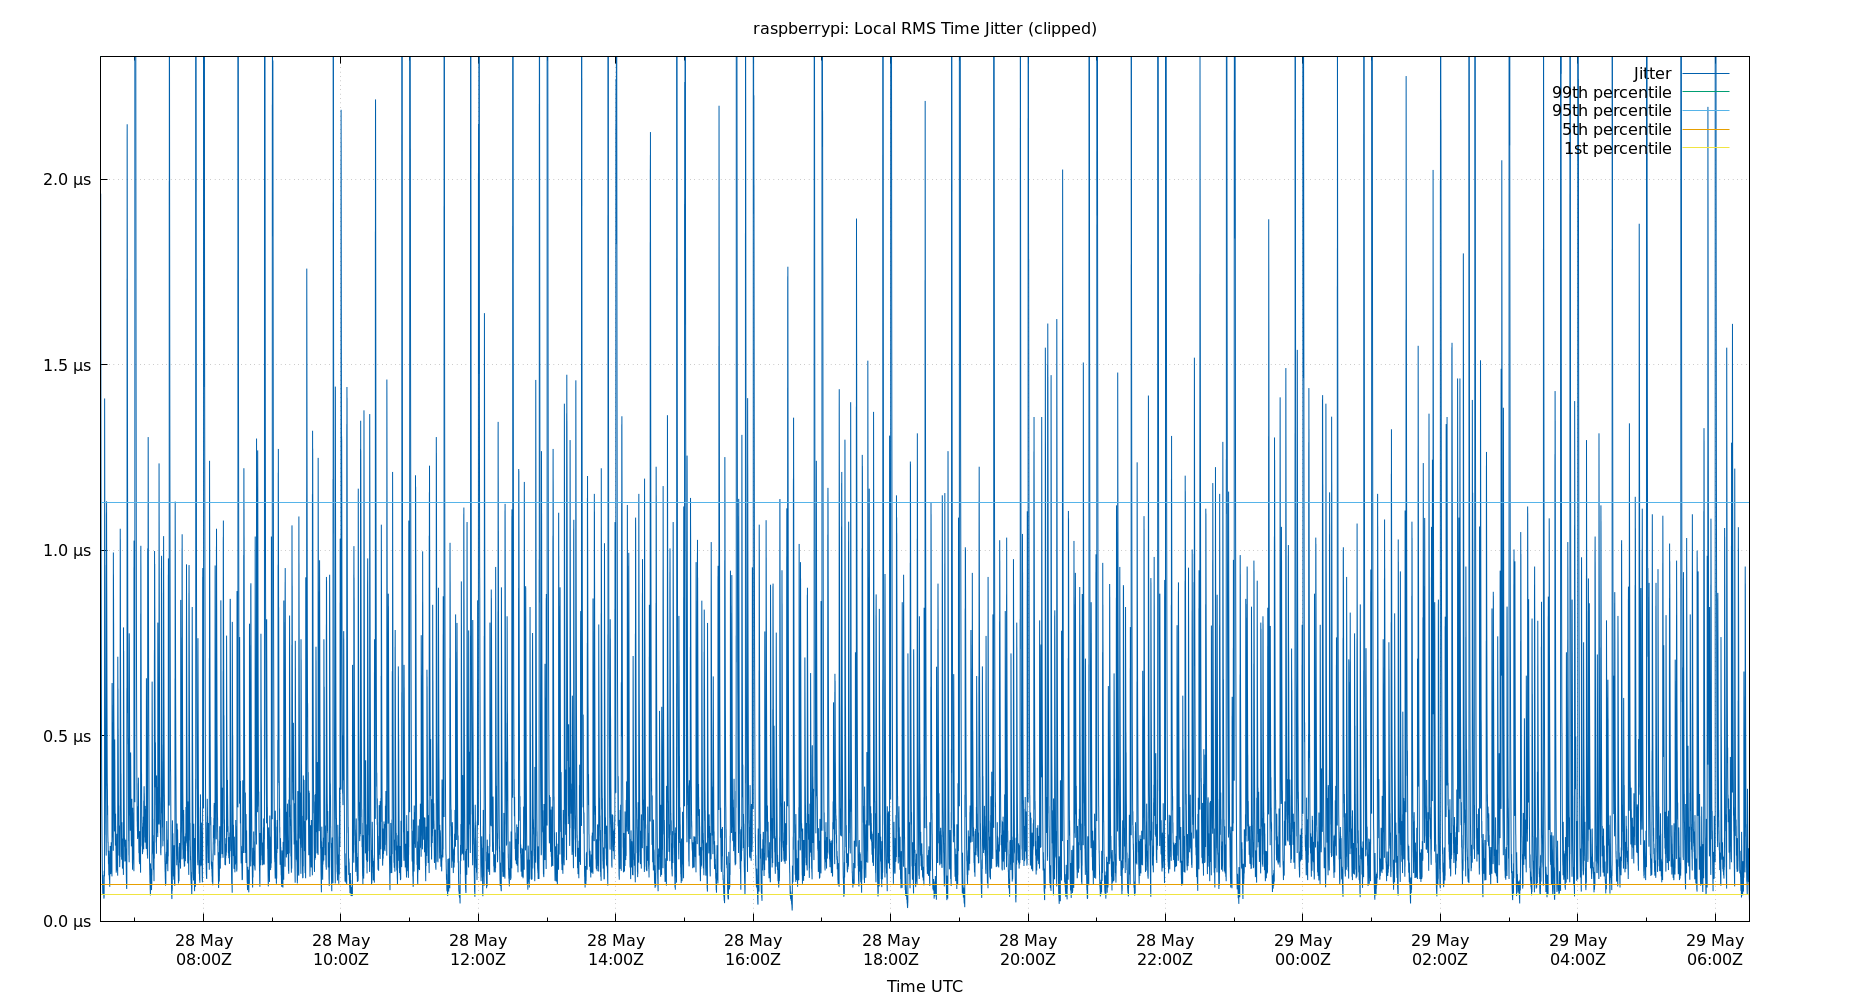 raspberrypi: Local RMS Time Jitter (clipped)
Jitter
99th percentile
95th percentile
5th percentile
1st percentile
2.0 µs
1.5 µs
1.0 µs
0.5 µs
0.0 µs
28 May 28 May 28 May 28 May 28 May 28 May 28 May 28 May 29 May 29 May 29 May 29 May
08:00Z 10:00Z 12:00Z 14:00Z 16:00Z 18:00Z 20:00Z 22:00Z 00:00Z 02:00Z 04:00Z 06:00Z
Time UTC